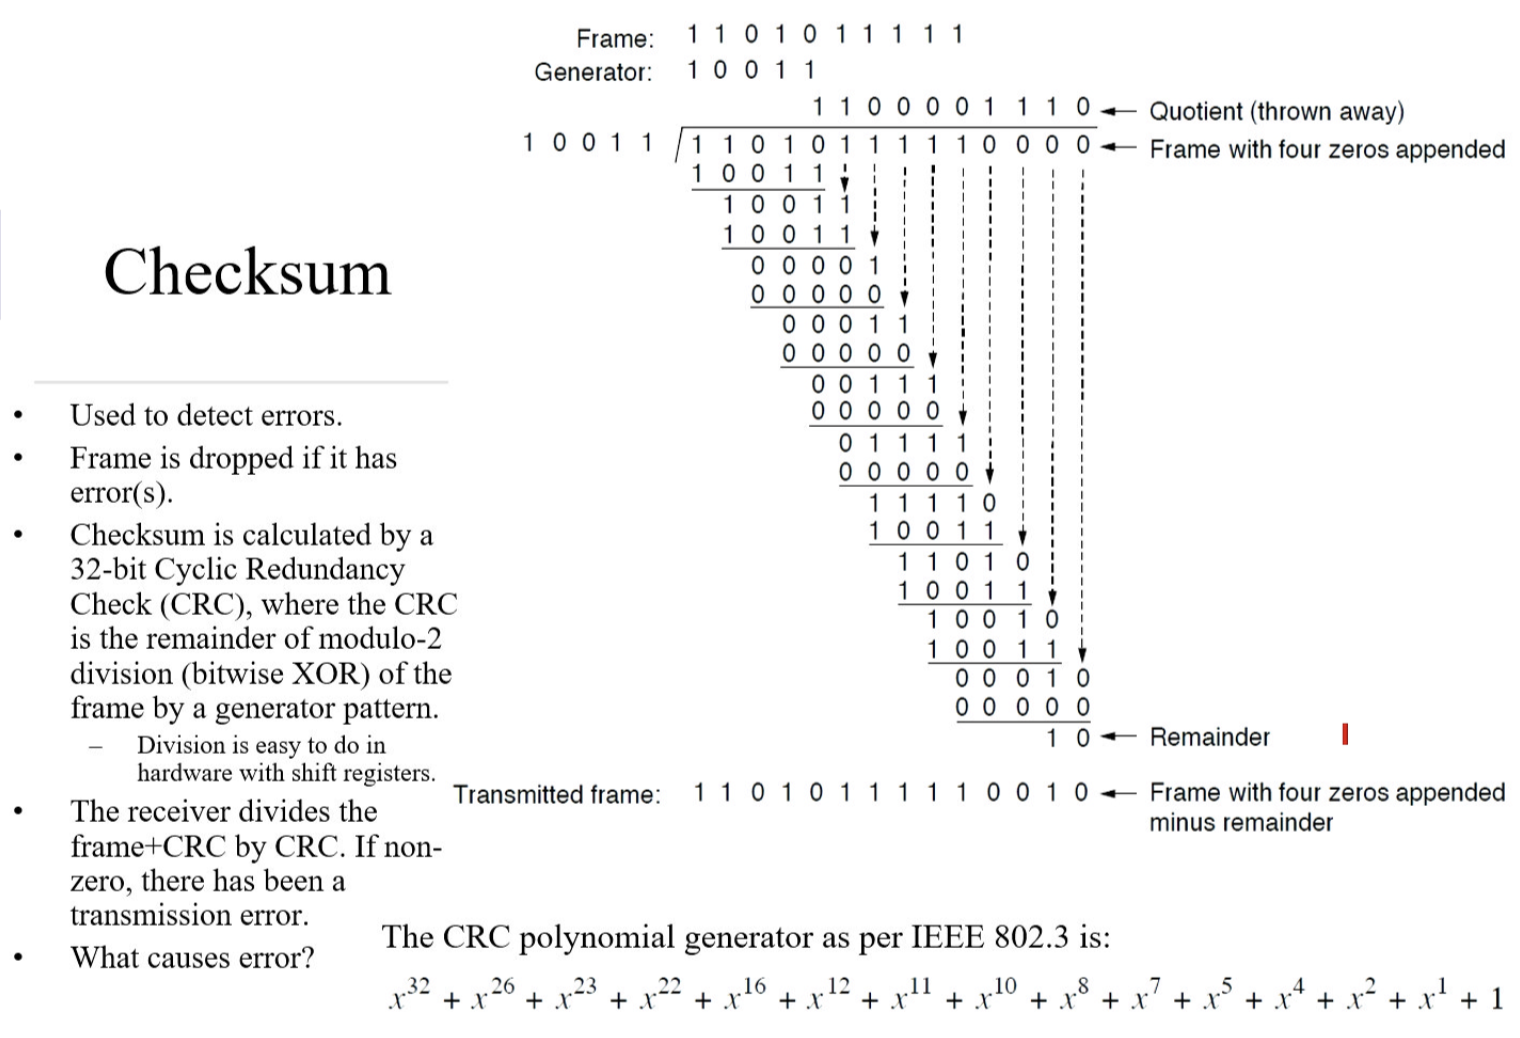 Frame: 1 1 0 1 0 1 1 1 1 1
Generator: 1 0 0 1 1
1 1 0 0 0 0 1 1 1 0 Quotient (thrown away)
1 0 0 1 1 1 1 0 1 0 1 1 1 1 1 0 0 0 0 Frame with four zeros appended
1 0 0 1 1
1 0 0 1 1
1 0 0 1 1
0 0 0 0 1
0 0 0 0 0
0 0 0 1 1
0 0 0 0 0
0 0 1 1 1
0 0 0 0 0
0 1 1 1 1
0 0 0 0 0
1 1 1 1 0
1 0 0 1 1
1 1 0 1 0
1 0 0 1 1
1 0 0 1 0
1 0 0 1 1
0 0 0 1 0
0 0 0 0 0
1 0 Remainder
Transmitted frame: 1 1 0 1 0 1 1 1 1 1 0 0 1 0 Frame with four zeros appended
minus remainder
Checksum
• Used to detect errors.
• Frame is dropped if it has
error(s).
• Checksum is calculated by a
32-bit Cyclic Redundancy
Check (CRC), where the CRC
is the remainder of modulo-2
division (bitwise XOR) of the
frame by a generator pattern.
– Division is easy to do in
hardware with shift registers.
• The receiver divides the
frame+CRC by CRC. If non-
zero, there has been a
transmission error.
• What causes error?
The CRC polynomial generator as per IEEE 802.3 is:
x^32 + x^26 + x^23 + x^22 + x^16 + x^12 + x^11 + x^10 + x^8 + x^7 + x^5 + x^4 + x^2 + x^1 + 1